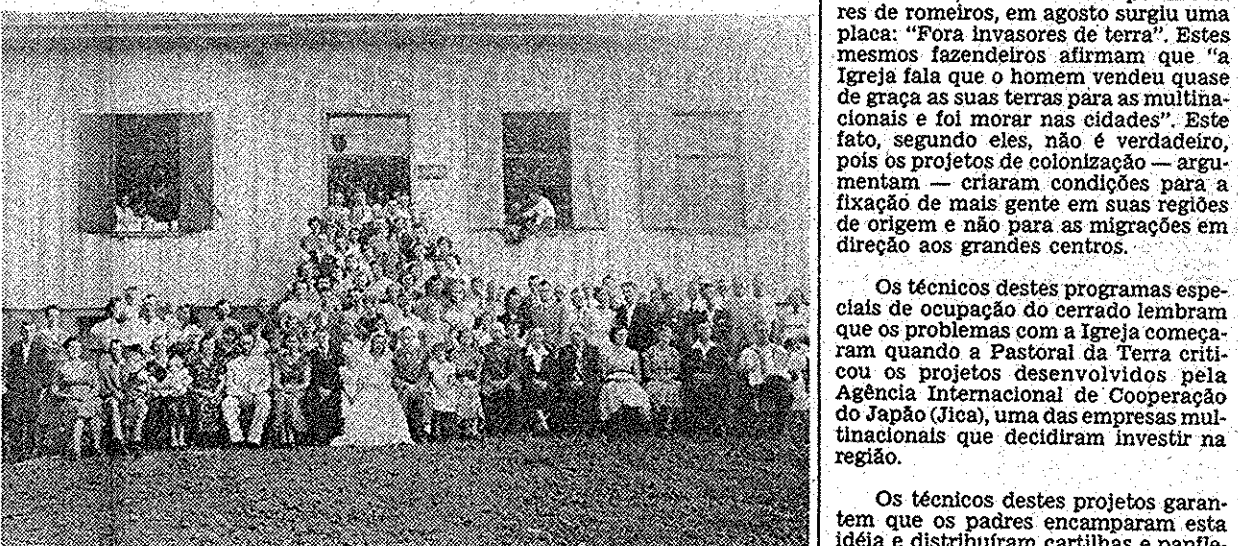 res de romeiros, em agosto surgiu uma
placa: “Fora invasores de terra”. Estes
mesmos fazendeiros afirmam que “a
Igreja fala que o homem vendeu quase
de graça as suas terras para as multina-
cionais e foi morar nas cidades”. Este
fato, segundo eles, não é verdadeiro,
pois os projetos de colonização — argu-
mentam — criaram condições para a
fixação de mais gente em suas regiões
de origem e não para as migrações em
direção aos grandes centros.
Os técnicos destes programas espe-
ciais de ocupação do cerrado lembram
que os problemas com a Igreja começa-
ram quando a Pastoral da Terra criti-
cou os projetos desenvolvidos pela
Agência Internacional de Cooperação
do Japão (Jica), uma das empresas mul-
tinacionais que decidiram investir na
região.
Os técnicos destes projetos garan-
tem que os padres encamparam esta
idéia e distribuíram cartilhas e panfle-